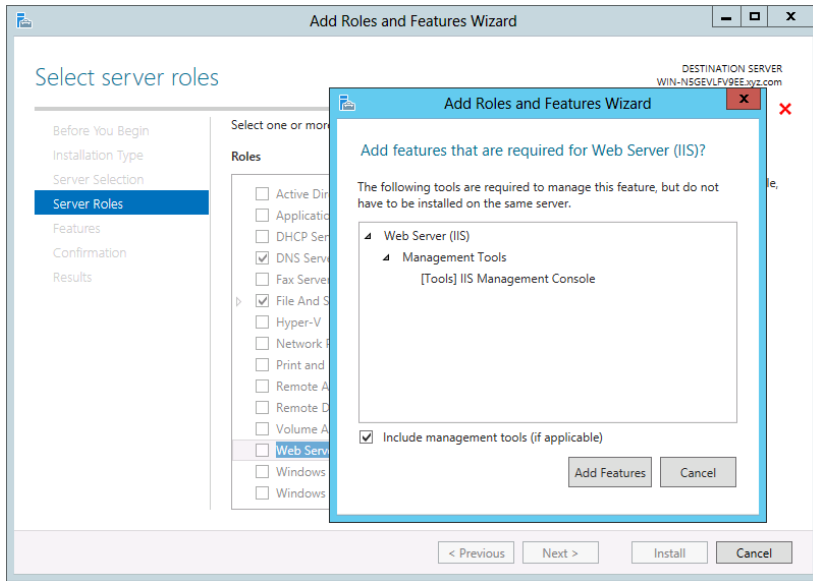 Add Roles and Features Wizard
Select server roles
DESTINATION SERVER
WIN-N5GEVLFV9EE.xyz.com
Before You Begin
Installation Type
Server Selection
Server Roles
Features
Confirmation
Results
Select one or more
Roles
Active Dir
Applicatio
DHCP Ser
DNS Serve
Fax Server
File And S
Hyper-V
Network P
Print and
Remote A
Remote D
Volume A
Web Serv
Windows
Windows
le,
Add Roles and Features Wizard
Add features that are required for Web Server (IIS)?
The following tools are required to manage this feature, but do not
have to be installed on the same server.
Web Server (IIS)
Management Tools
[Tools] IIS Management Console
Include management tools (if applicable)
Add Features
Cancel
< Previous
Next >
Install
Cancel